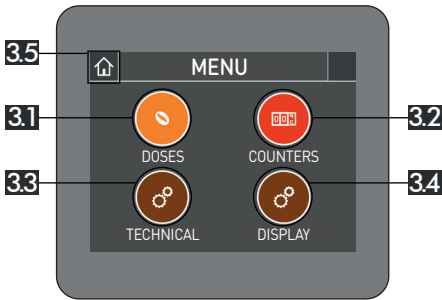 3.5
MENU
3.1
3.2
DOSES
COUNTERS
3.3
3.4
TECHNICAL
DISPLAY